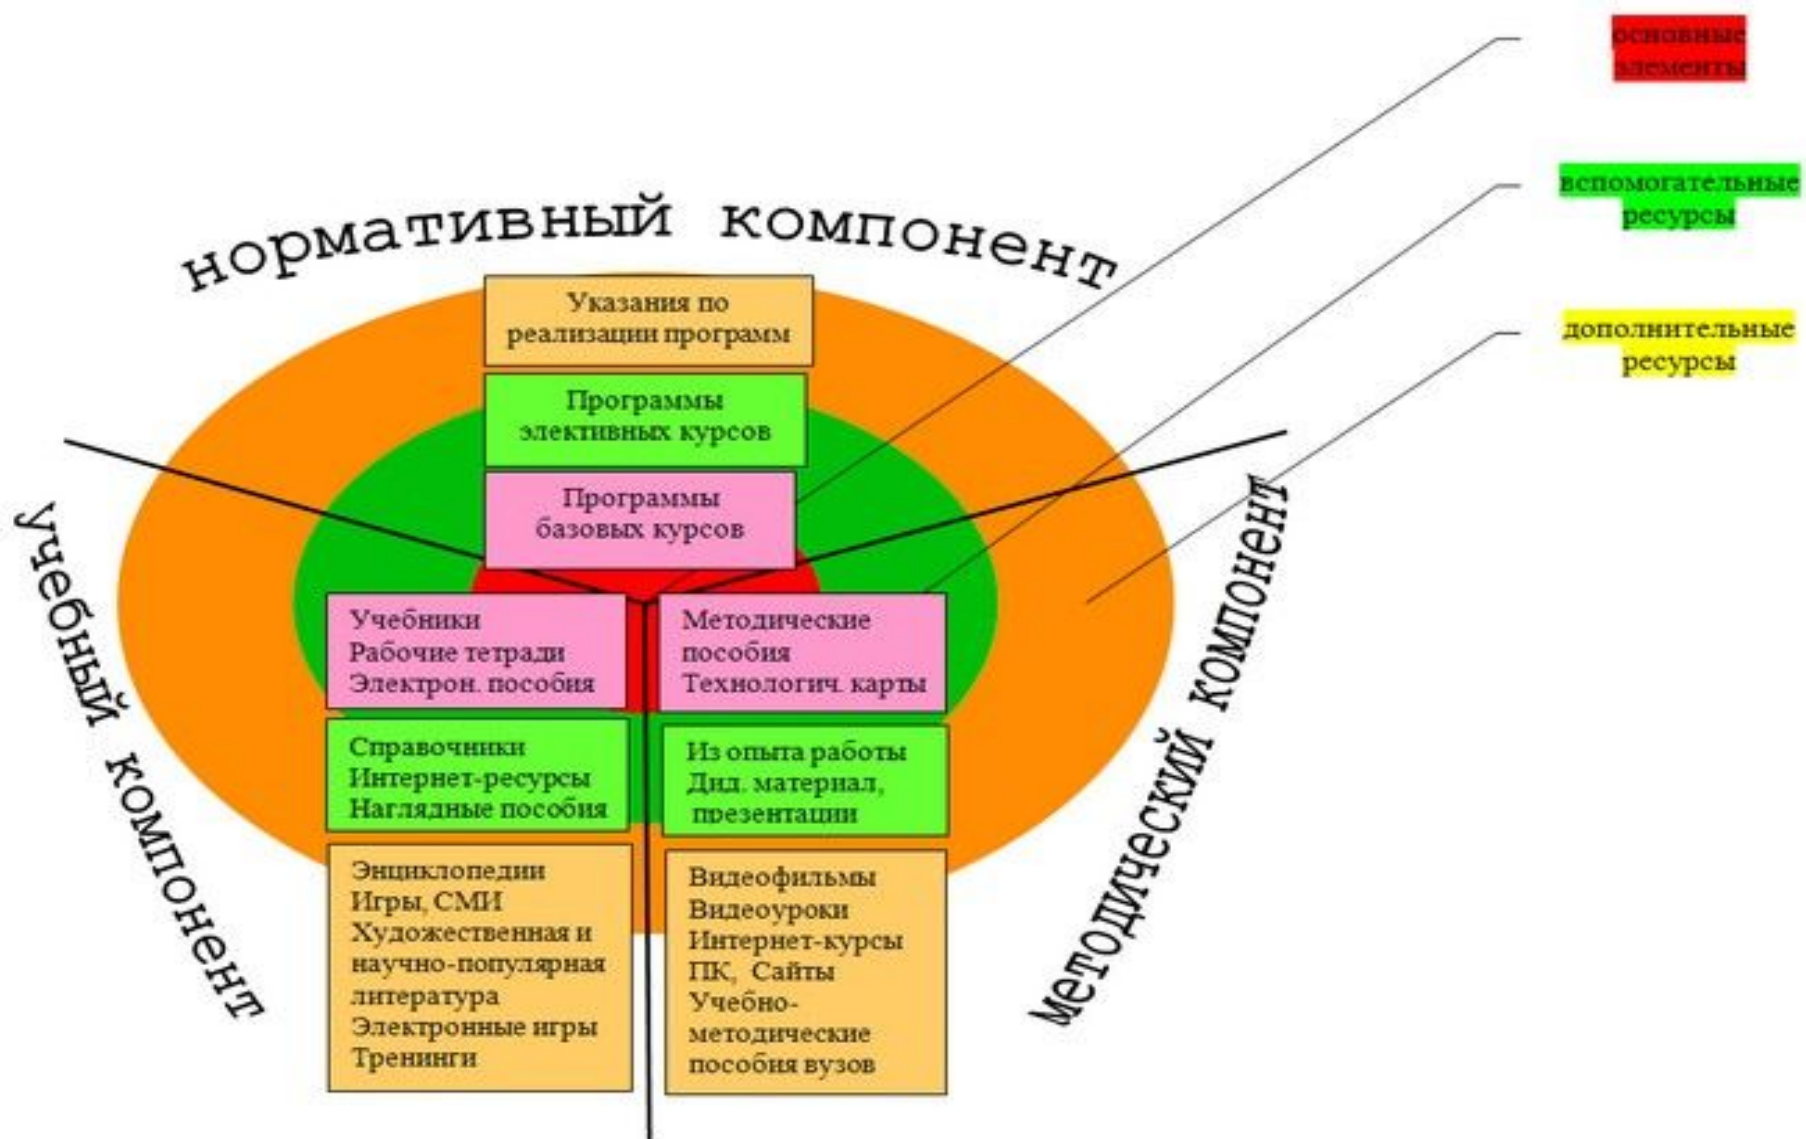 основные
элементы
вспомогательные
ресурсы
дополнительные
ресурсы
нормативный компонент
Указания по
реализации программ
Программы
элективных курсов
Программы
базовых курсов
учебный компонент
Учебники
Рабочие тетради
Электрон. пособия
Справочники
Интернет-ресурсы
Наглядные пособия
Энциклопедии
Игры, СМИ
Художественная и
научно-популярная
литература
Электронные игры
Тренинги
методический компонент
Методические
пособия
Технологич. карты
Из опыта работы
Дид. материал,
презентации
Видеофильмы
Видеоуроки
Интернет-курсы
ПК, Сайты
Учебно-
методические
пособия вузов